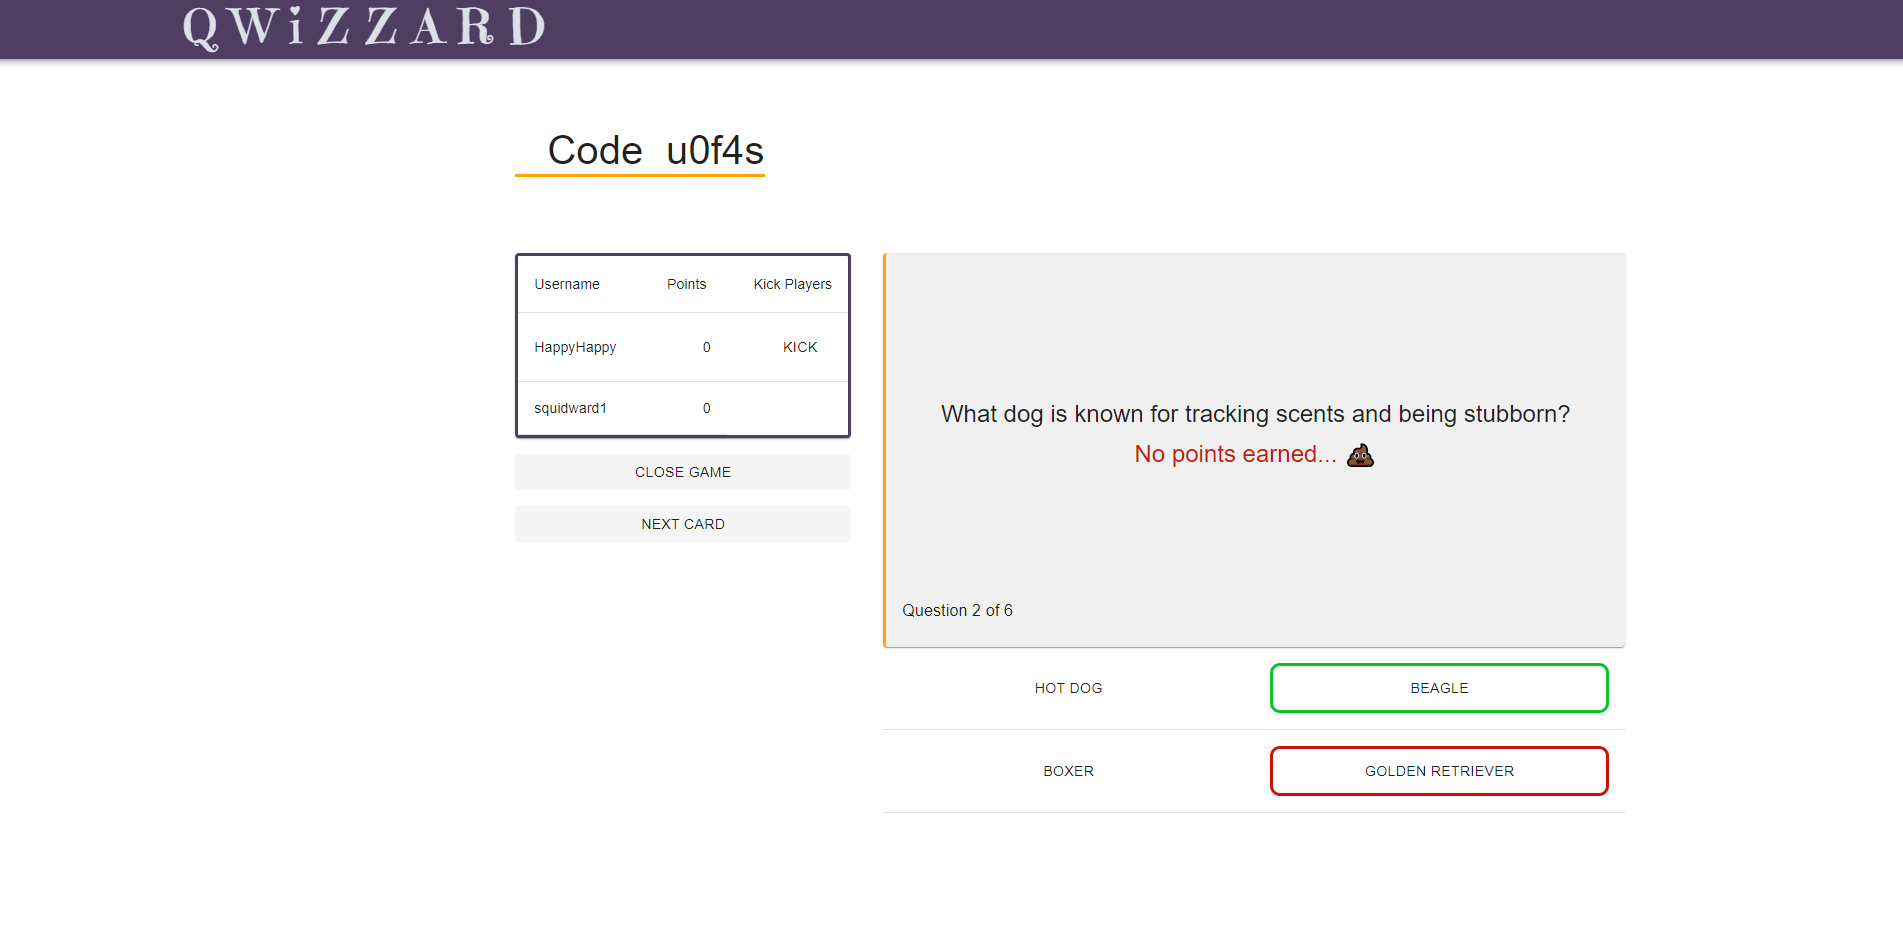 QWiZZARD
Code u0f4s
Username Points Kick Players
HappyHappy 0 KICK
squidward1 0
CLOSE GAME
NEXT CARD
What dog is known for tracking scents and being stubborn?
No points earned... 💩
Question 2 of 6
HOT DOG BEAGLE
BOXER GOLDEN RETRIEVER